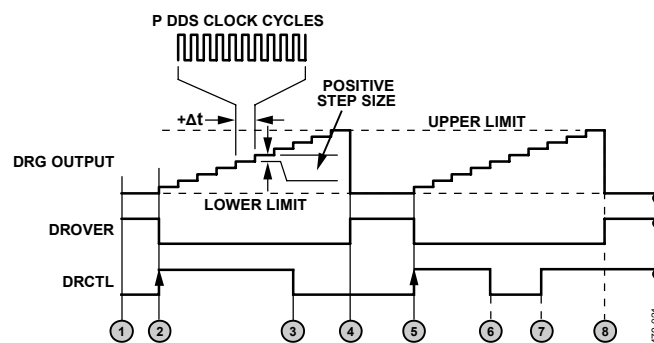 P DDS CLOCK CYCLES
POSITIVE
STEP SIZE
+Δt
UPPER LIMIT
DRG OUTPUT
LOWER LIMIT
DROVER
DRCTL
1 2 3 4 5 6 7 8